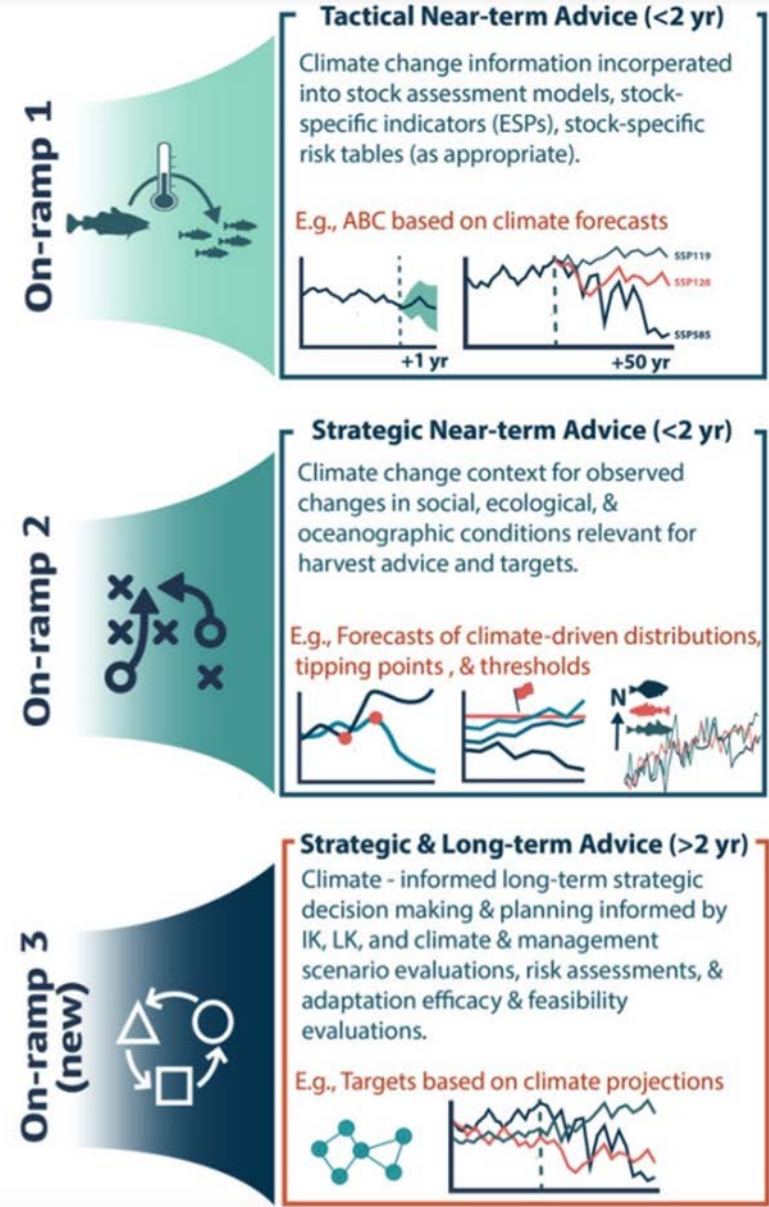 On-ramp 1
Tactical Near-term Advice (<2 yr)
Climate change information incorperated
into stock assessment models, stock-
specific indicators (ESPs), stock-specific
risk tables (as appropriate).
E.g., ABC based on climate forecasts
SSP119
SSP126
SSP585
+1 yr
+50 yr
On-ramp 2
Strategic Near-term Advice (<2 yr)
Climate change context for observed
changes in social, ecological, &
oceanographic conditions relevant for
harvest advice and targets.
E.g., Forecasts of climate-driven distributions,
tipping points , & thresholds
N
On-ramp 3
(new)
Strategic & Long-term Advice (>2 yr)
Climate - informed long-term strategic
decision making & planning informed by
IK, LK, and climate & management
scenario evaluations, risk assessments, &
adaptation efficacy & feasibility
evaluations.
E.g., Targets based on climate projections